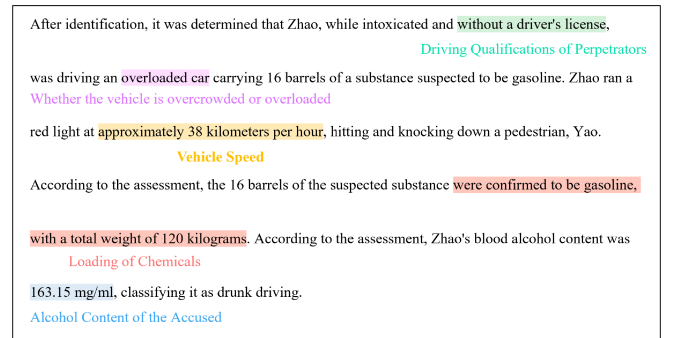 After identification, it was determined that Zhao, while intoxicated and without a driver's license,
Driving Qualifications of Perpetrators
was driving an overloaded car carrying 16 barrels of a substance suspected to be gasoline. Zhao ran a
Whether the vehicle is overcrowded or overloaded
red light at approximately 38 kilometers per hour, hitting and knocking down a pedestrian, Yao.
Vehicle Speed
According to the assessment, the 16 barrels of the suspected substance were confirmed to be gasoline,
with a total weight of 120 kilograms. According to the assessment, Zhao's blood alcohol content was
Loading of Chemicals
163.15 mg/ml, classifying it as drunk driving.
Alcohol Content of the Accused